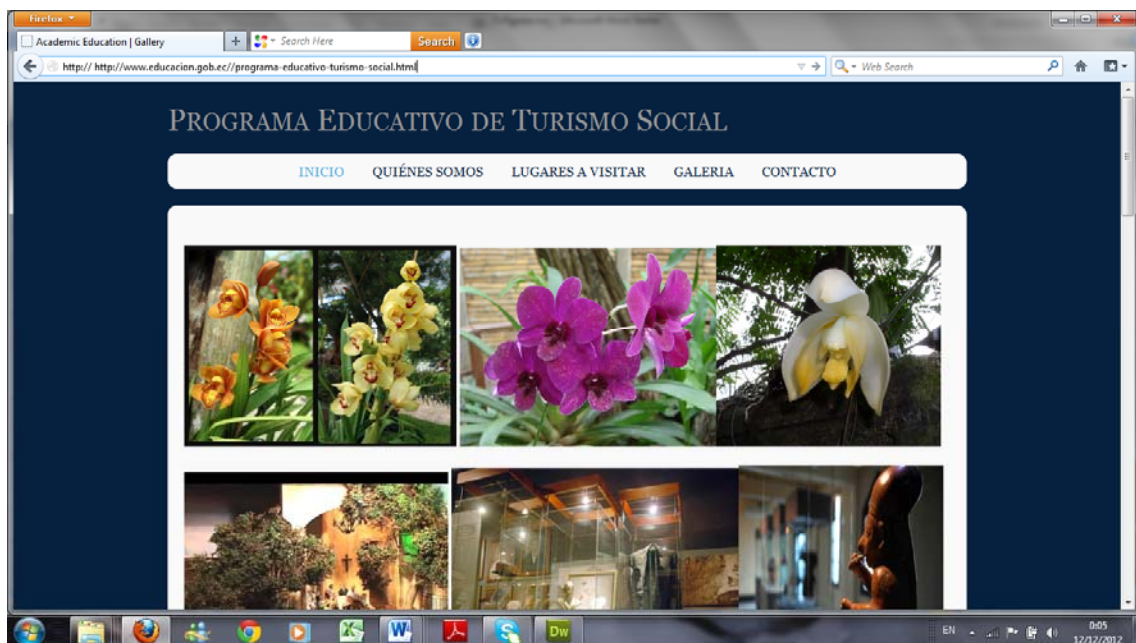 Firefox
Academic Education | Gallery
Search Here
Search
http:// http://www.educacion.gob.ec//programa-educativo-turismo-social.html
Web Search
PROGRAMA EDUCATIVO DE TURISMO SOCIAL
INICIO QUIÉNES SOMOS LUGARES A VISITAR GALERIA CONTACTO
W
S
Dw
EN
0:05
12/12/2012